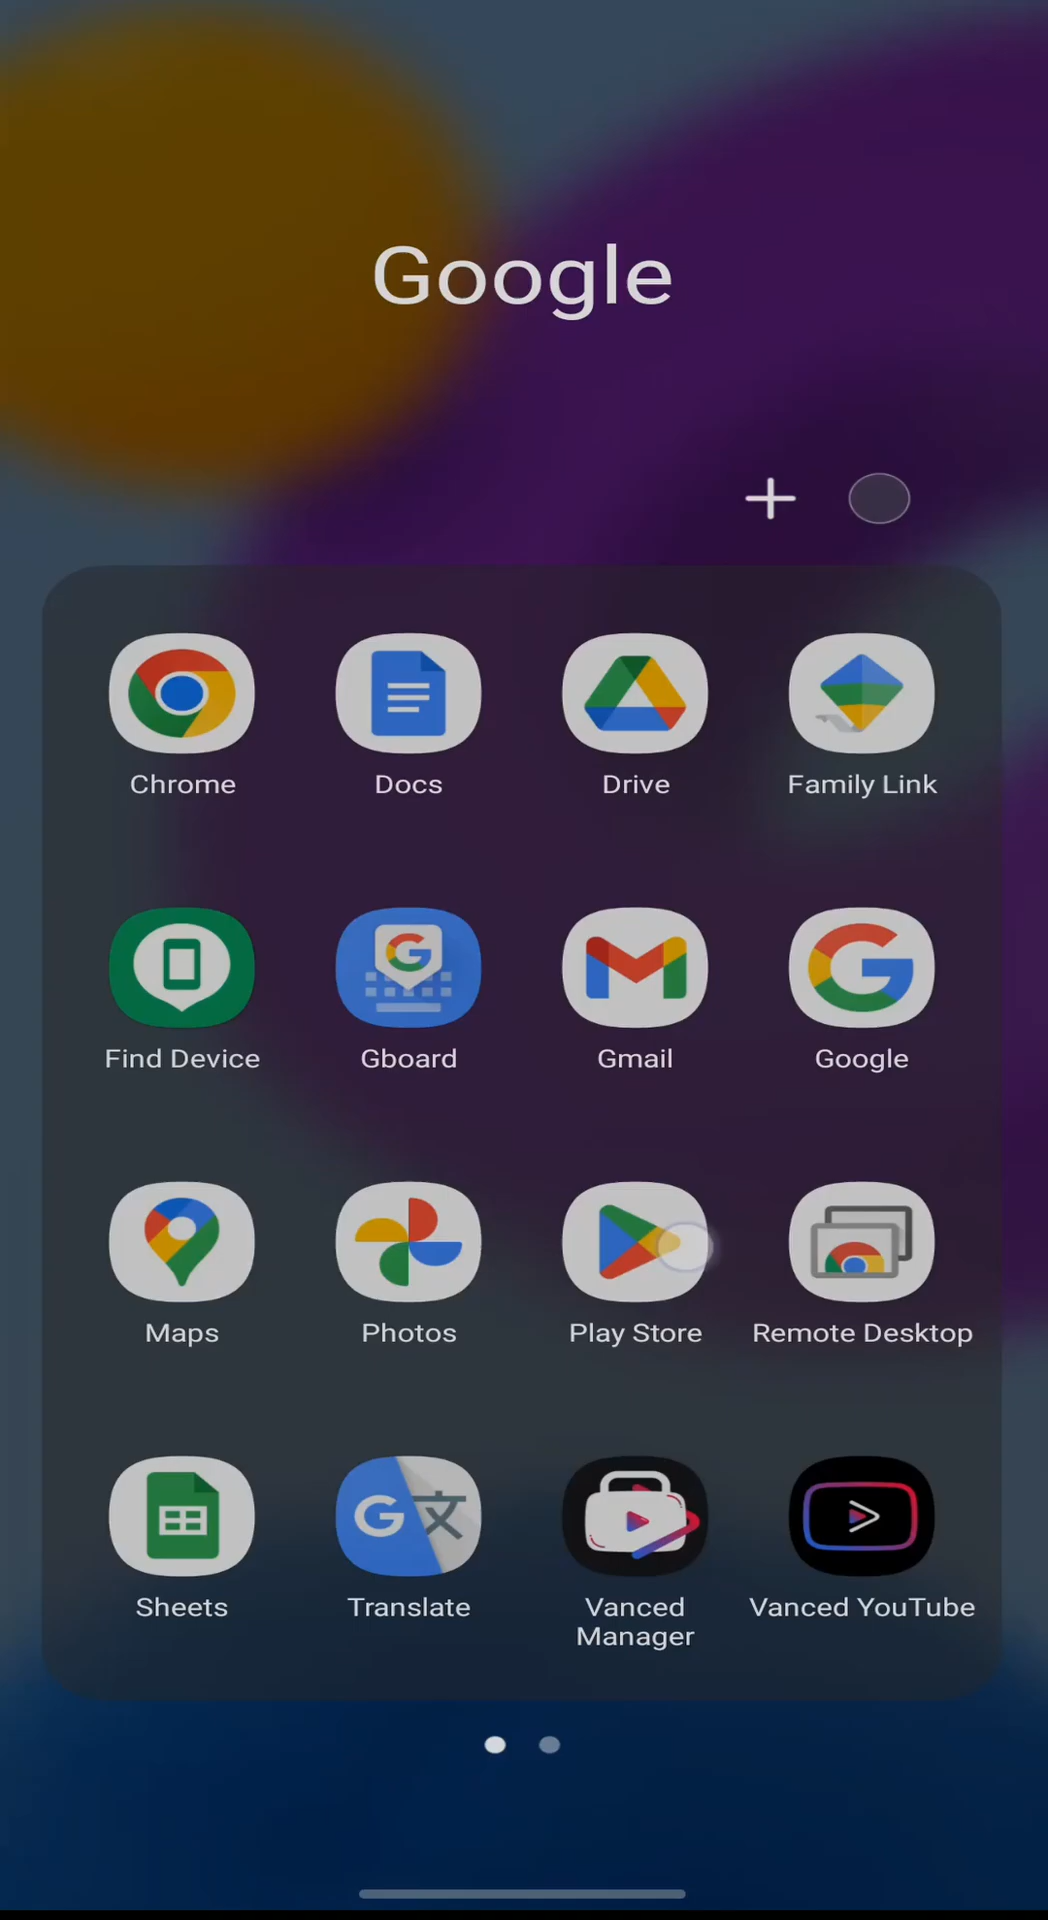 Google
Chrome
Docs
Drive
Family Link
Find Device
Gboard
Gmail
Google
Maps
Photos
Play Store
Remote Desktop
Sheets
Translate
Vanced
Manager
Vanced YouTube